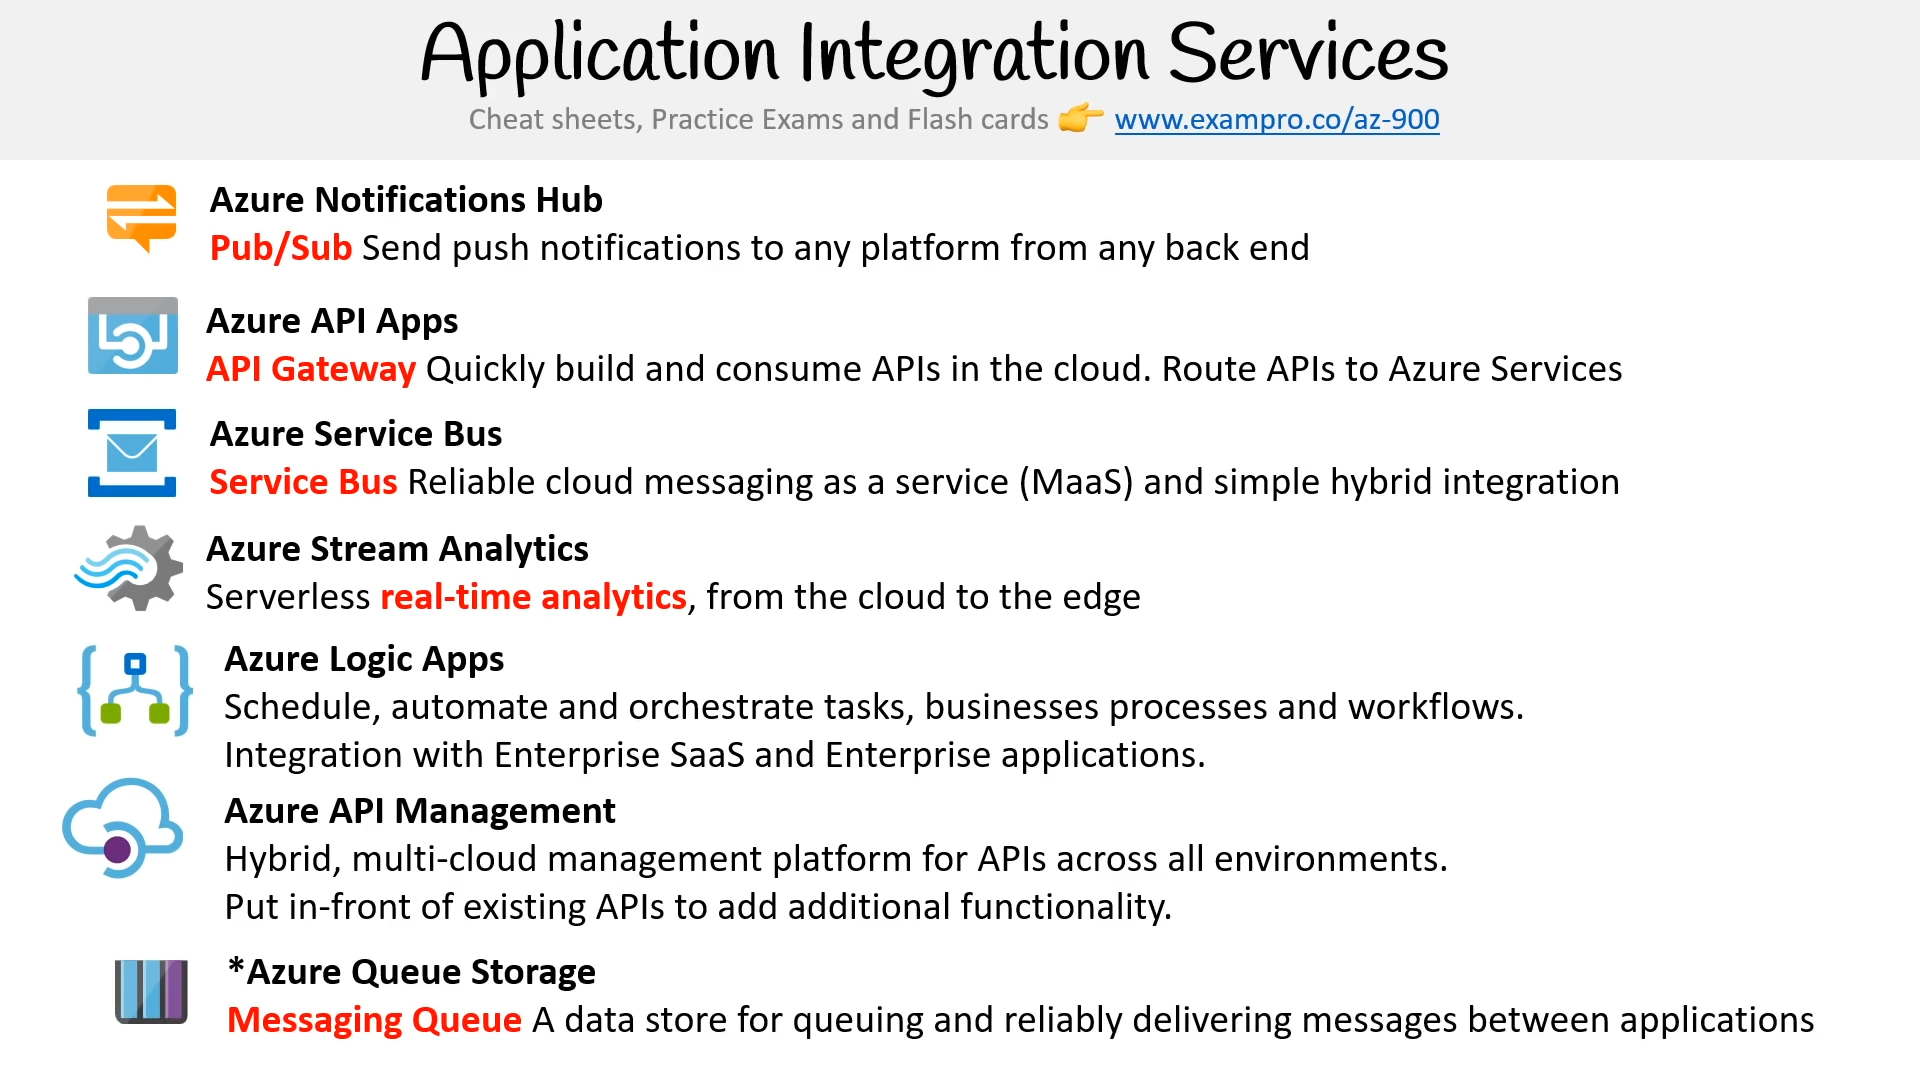 Application Integration Services
Cheat sheets, Practice Exams and Flash cards 👉 www.exampro.co/az-900
Azure Notifications Hub
Pub/Sub Send push notifications to any platform from any back end
Azure API Apps
API Gateway Quickly build and consume APIs in the cloud. Route APIs to Azure Services
Azure Service Bus
Service Bus Reliable cloud messaging as a service (MaaS) and simple hybrid integration
Azure Stream Analytics
Serverless real-time analytics, from the cloud to the edge
Azure Logic Apps
Schedule, automate and orchestrate tasks, businesses processes and workflows.
Integration with Enterprise SaaS and Enterprise applications.
Azure API Management
Hybrid, multi-cloud management platform for APIs across all environments.
Put in-front of existing APIs to add additional functionality.
*Azure Queue Storage
Messaging Queue A data store for queuing and reliably delivering messages between applications